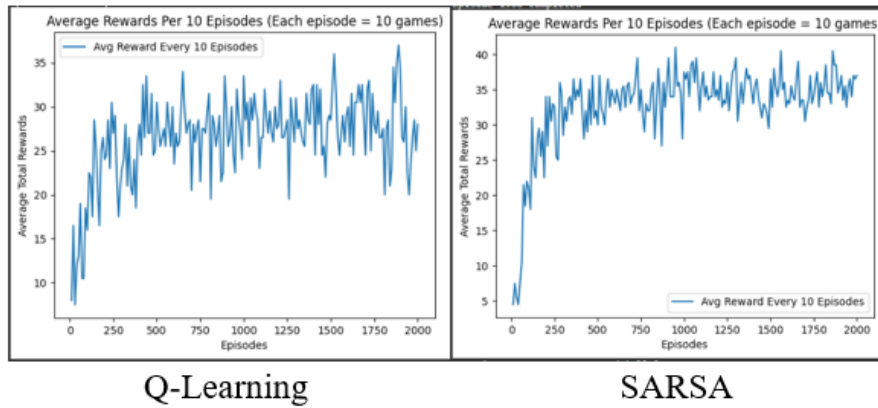 Average Rewards Per 10 Episodes (Each episode = 10 games)
Avg Reward Every 10 Episodes
Average Total Rewards
35
30
25
20
15
10
0 250 500 750 1000 1250 1500 1750 2000
Episodes
Q-Learning
Average Rewards Per 10 Episodes (Each episode = 10 games
Average Total Rewards
40
35
30
25
20
15
10
5
Avg Reward Every 10 Episodes
0 250 500 750 1000 1250 1500 1750 2000
Episodes
SARSA